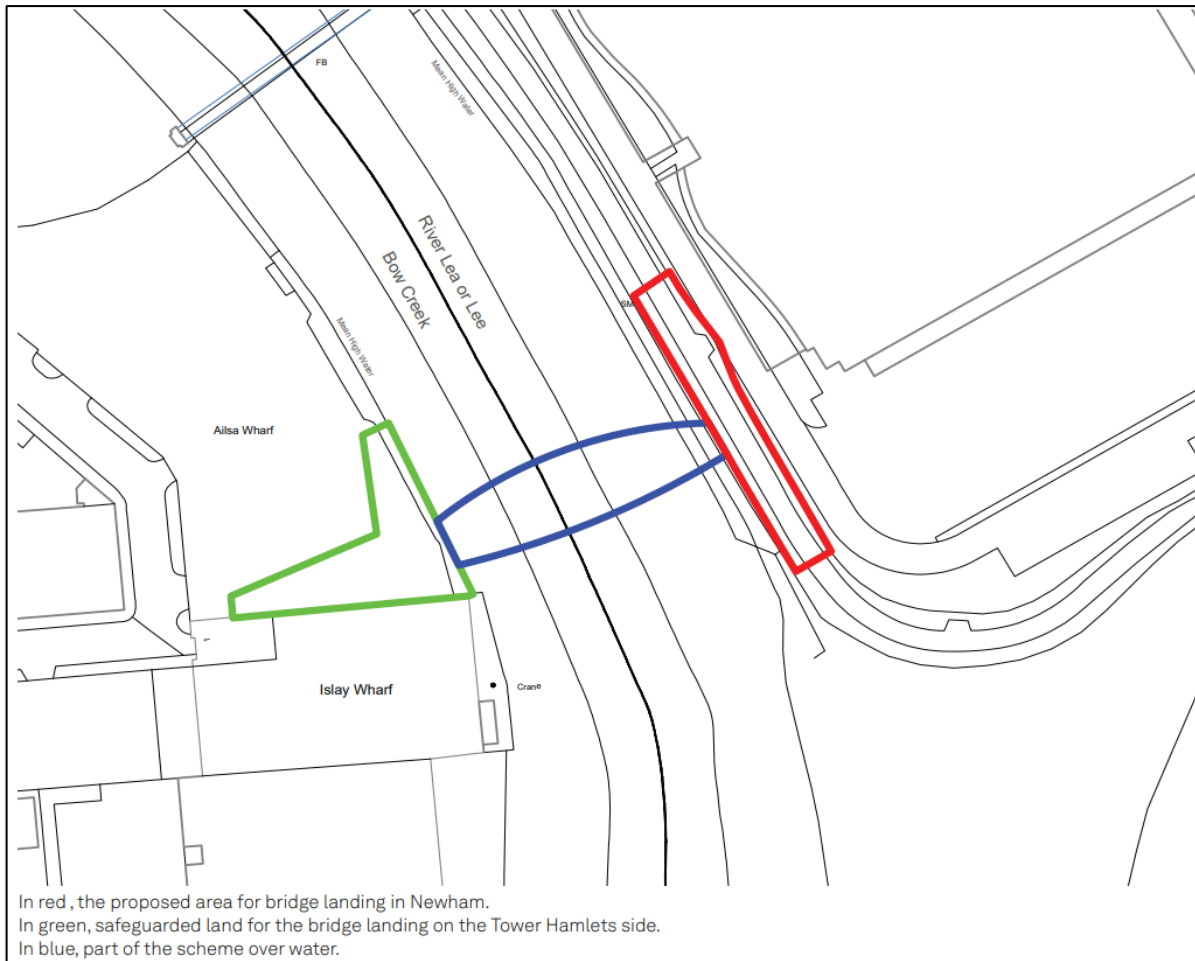 FB
Mean High Water
River Lea or Lee
Bow Creek
SM
Mean High Water
Ailsa Wharf
Islay Wharf
Crane
In red , the proposed area for bridge landing in Newham.
In green, safeguarded land for the bridge landing on the Tower Hamlets side.
In blue, part of the scheme over water.